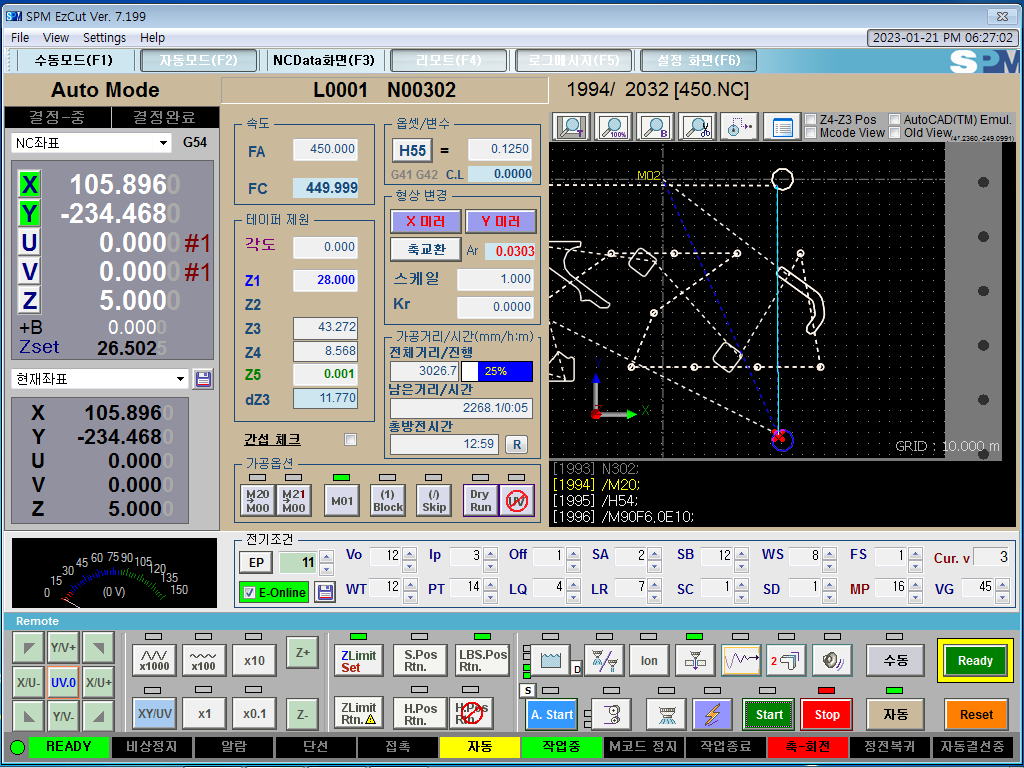 SPM EzCut Ver. 7.199
File View Settings Help
2023-01-21 PM 06:27:02
수동모드(F1) 자동모드(F2) NCData화면(F3) 리모트(F4) 로그메시지(F5) 설정 화면(F6) SPM
Auto Mode L0001 N00302 1994/ 2032 [450.NC]
결정-중 결정완료
NC좌표 G54
X 105.8960
Y -234.4680
U 0.0000 #1
V 0.0000 #1
Z 5.0000
+B 0.0000
Zset 26.5025
현재좌표
X 105.8960
Y -234.4680
U 0.0000
V 0.0000
Z 5.0000
속도
FA 450.000
FC 449.999
테이퍼 제원
각도 0.000
Z1 28.000
Z2
Z3 43.272
Z4 8.568
Z5 0.001
dZ3 11.770
간섭 체크
옵셋/변수
H55 = 0.1250
G41 G42 C.L 0.0000
형상 변경
X 미러 Y 미러
축교환 Ar 0.0303
스케일 1.000
Kr 0.0000
가공거리/시간(mm/h:m)
전체거리/진행
3026.7 25%
남은거리/시간
2268.1/0:05
총방전시간
12:59 R
가공옵션
M20 M00 M21 M00 M01 (1) Block (/) Skip Dry Run UV
T 100% B
Z4-Z3 Pos AutoCAD(TM) Emul.
Mcode View Old View
(41.2360,-249.0991)
M02
Y
X
GRID : 10.000 m
[1993] N302;
[1994] /M20;
[1995] /H54;
[1996] /M90F6,0E10;
0 15 30 45 60 75 90 105 120 135 150
(0 V)
전기조건
EP 11 Vo 12 Ip 3 Off 1 SA 2 SB 12 WS 8 FS 1 Cur. v 3
E-Online WT 12 PT 14 LQ 4 LR 7 SC 1 SD 1 MP 16 VG 45
Remote
Y/V+
X/U- UV.0 X/U+
Y/V-
x1000 x100 x10 Z+
XY/UV x1 x0.1 Z-
ZLimit Set S.Pos Rtn. LBS.Pos Rtn.
ZLimit Rtn. H.Pos Rtn. H.Pos Rtn.
D Ion 2 수동 Ready
S A. Start Start Stop 자동 Reset
READY 비상정지 알람 단선 접촉 자동 작업중 M코드 정지 작업종료 축-회전 정전복귀 자동결선중